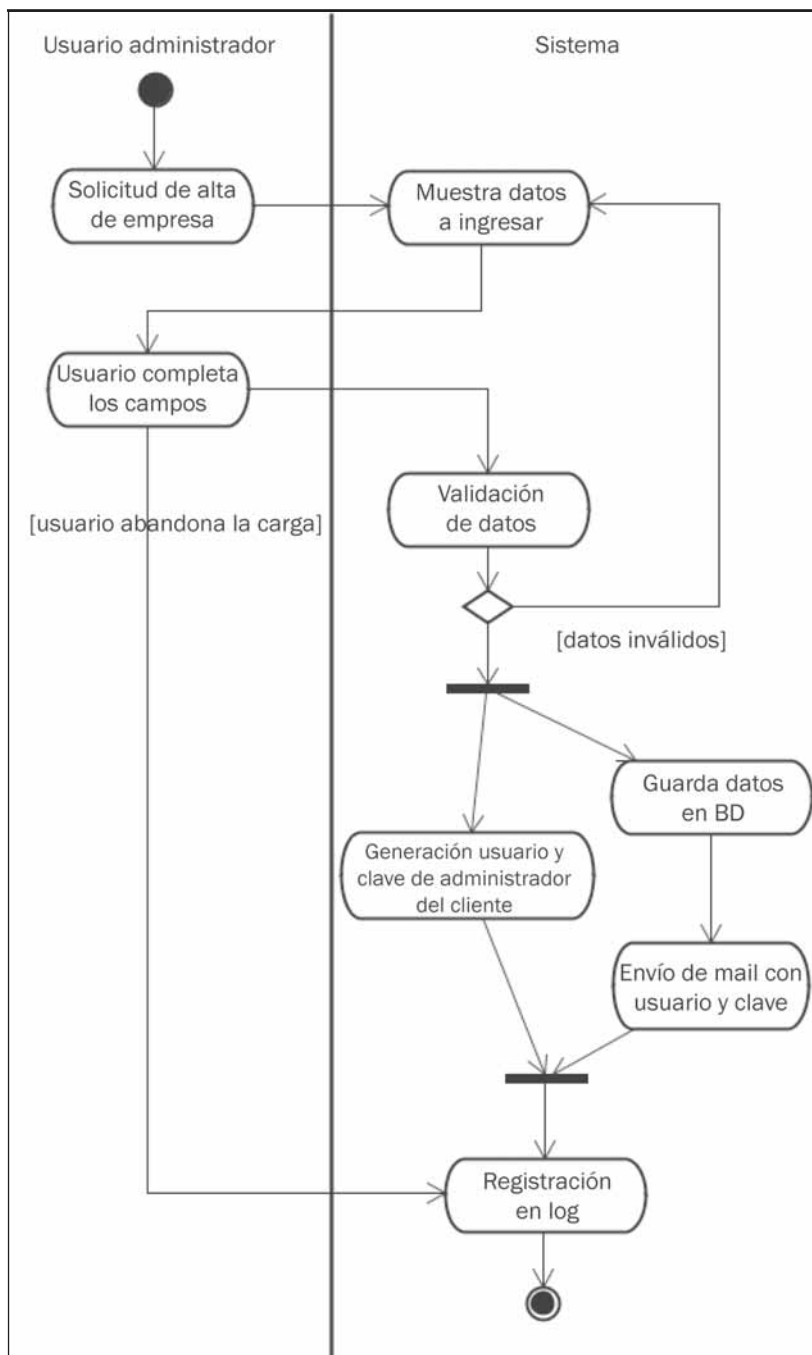 Usuario administrador
Sistema
Solicitud de alta
de empresa
Muestra datos
a ingresar
Usuario completa
los campos
Validación
de datos
[usuario abandona la carga]
[datos inválidos]
Guarda datos
en BD
Generación usuario y
clave de administrador
del cliente
Envío de mail con
usuario y clave
Registración
en log